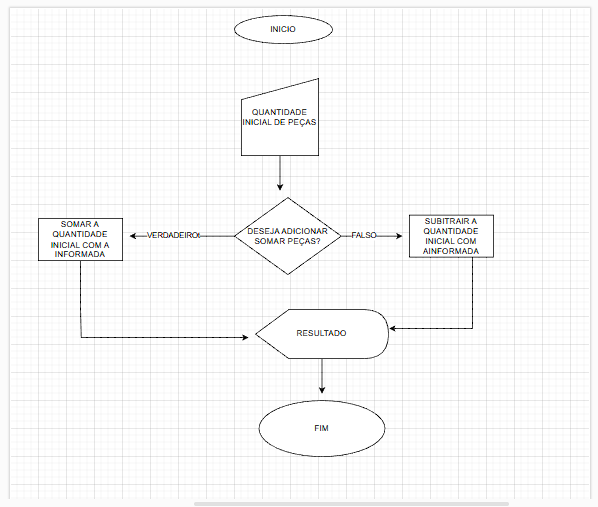 INICIO
QUANTIDADE
INICIAL DE PEÇAS
DESEJA ADICIONAR
SOMAR PEÇAS?
VERDADEIRO!
FALSO
SOMAR A
QUANTIDADE
INICIAL COM A
INFORMADA
SUBITRAIR A
QUANTIDADE
INICIAL COM
AINFORMADA
RESULTADO
FIM